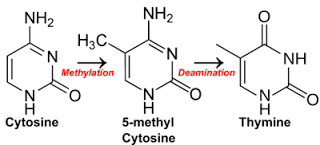 NH₂
N
N
H
O
Cytosine
Methylation
NH₂
H₃C
N
N
H
O
5-methyl
Cytosine
Deamination
O
NH
N
H
O
Thymine